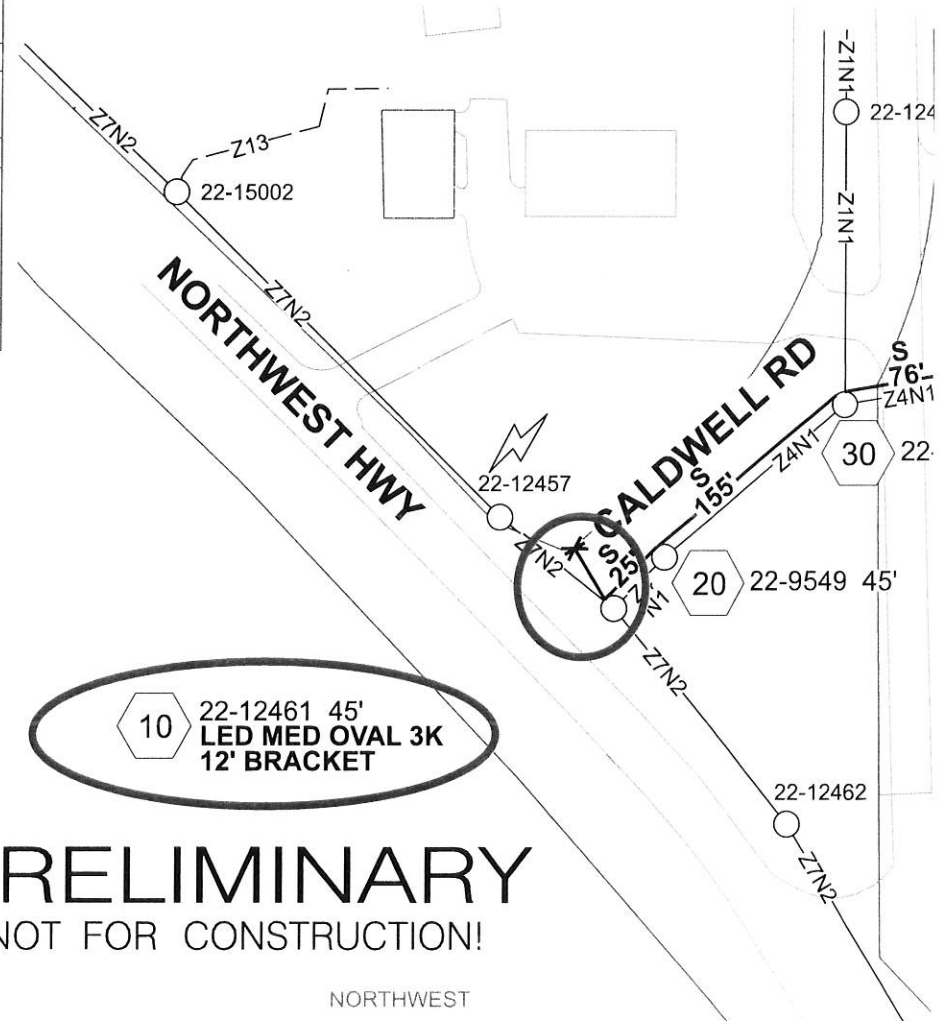 Z1N1
22-124
Z7N2
Z13
22-15002
Z1N1
Z7N2
NORTHWEST HWY
CALDWELL RD
S
76'
Z4N1
Z4N1
30 22-
S
155'
22-12457
Z7N2
S
25'
N1
20 22-9549 45'
Z7N2
10 22-12461 45'
LED MED OVAL 3K
12' BRACKET
22-12462
Z7N2
RELIMINARY
NOT FOR CONSTRUCTION!
NORTHWEST